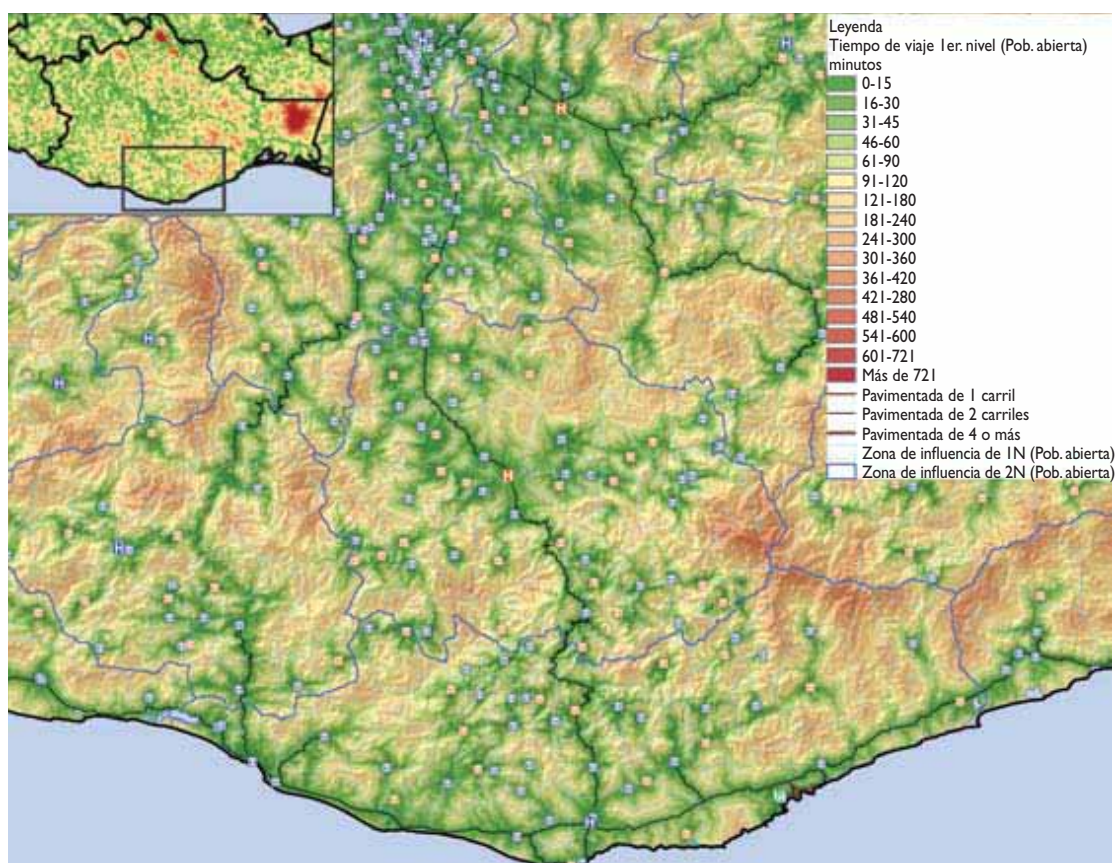 Leyenda
Tiempo de viaje 1er. nivel (Pob. abierta)
minutos
0-15
16-30
31-45
46-60
61-90
91-120
121-180
181-240
241-300
301-360
361-420
421-280
481-540
541-600
601-721
Más de 721
Pavimentada de 1 carril
Pavimentada de 2 carriles
Pavimentada de 4 o más
Zona de influencia de 1N (Pob. abierta)
Zona de influencia de 2N (Pob. abierta)
H
H
H
H
H
H
H
H
H
H